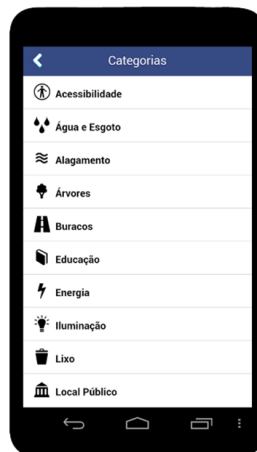 Categorias
Acessibilidade
Água e Esgoto
Alagamento
Árvores
Buracos
Educação
Energia
Iluminação
Lixo
Local Público